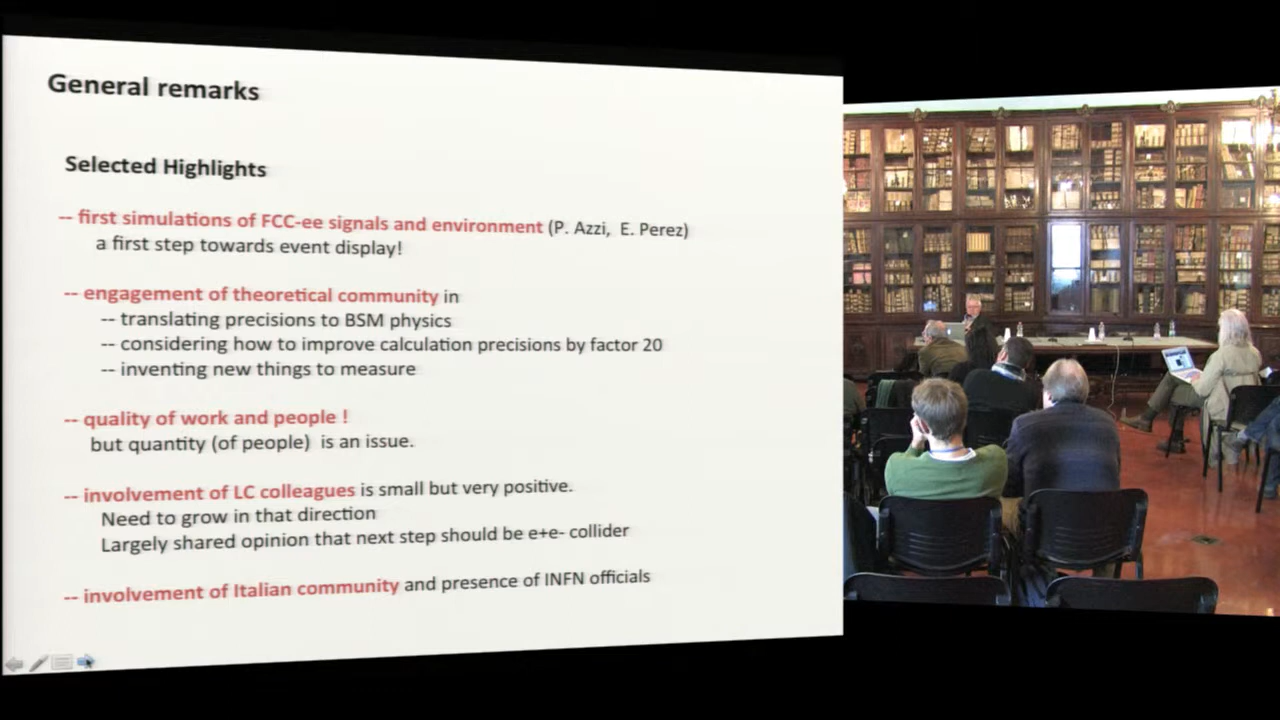 General remarks
Selected Highlights
-- first simulations of FCC-ee signals and environment (P. Azzi, E. Perez)
a first step towards event display!
-- engagement of theoretical community in
-- translating precisions to BSM physics
-- considering how to improve calculation precisions by factor 20
-- inventing new things to measure
-- quality of work and people !
but quantity (of people) is an issue.
-- involvement of LC colleagues is small but very positive.
Need to grow in that direction
Largely shared opinion that next step should be e+e- collider
-- involvement of Italian community and presence of INFN officials